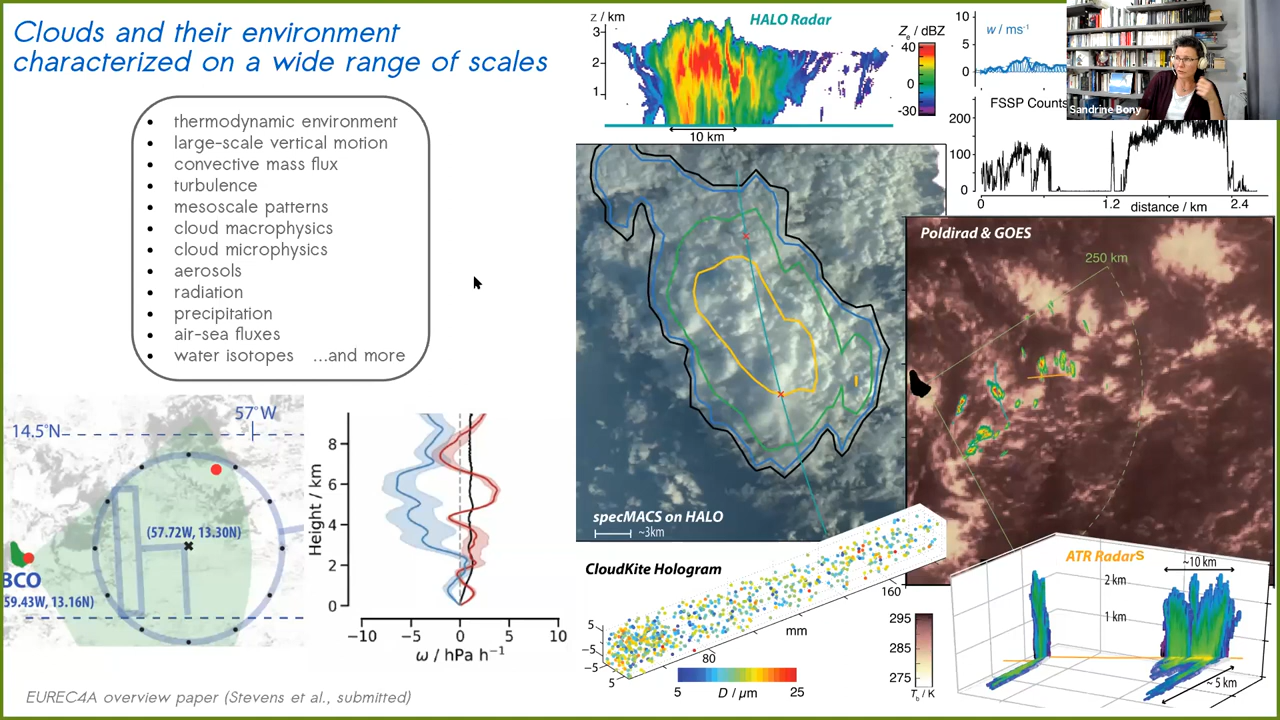 Clouds and their environment
characterized on a wide range of scales
• thermodynamic environment
• large-scale vertical motion
• convective mass flux
• turbulence
• mesoscale patterns
• cloud macrophysics
• cloud microphysics
• aerosols
• radiation
• precipitation
• air-sea fluxes
• water isotopes ...and more
57°W
14.5°N
(57.72W, 13.30N)
BCO
59.43W, 13.16N)
Height / km
8
6
4
2
0
−10 −5 0 5 10
ω / hPa h⁻¹
EUREC4A overview paper (Stevens et al., submitted)
z / km
3
2
1
HALO Radar
10 km
Ze / dBZ
40
0
-30
10
5
0
w / ms⁻¹
Sandrine Bony
FSSP Counts
200
100
0
0 1.2 2.4
distance / km
specMACS on HALO
~3km
Poldirad & GOES
250 km
CloudKite Hologram
5
−5
−5
5
80
mm
160
5 25
D / μm
295
285
275
Tb / K
ATR Radars
~10 km
2 km
1 km
~ 5 km